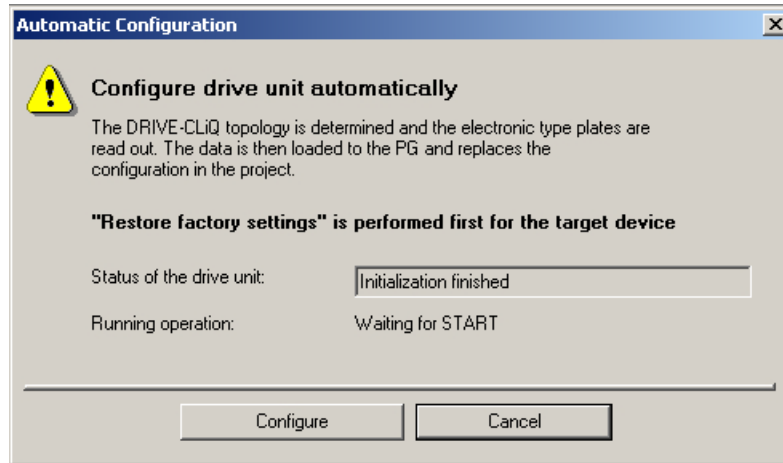 Automatic Configuration
Configure drive unit automatically
The DRIVE-CLiQ topology is determined and the electronic type plates are
read out. The data is then loaded to the PG and replaces the
configuration in the project.
"Restore factory settings" is performed first for the target device
Status of the drive unit: Initialization finished
Running operation: Waiting for START
Configure Cancel